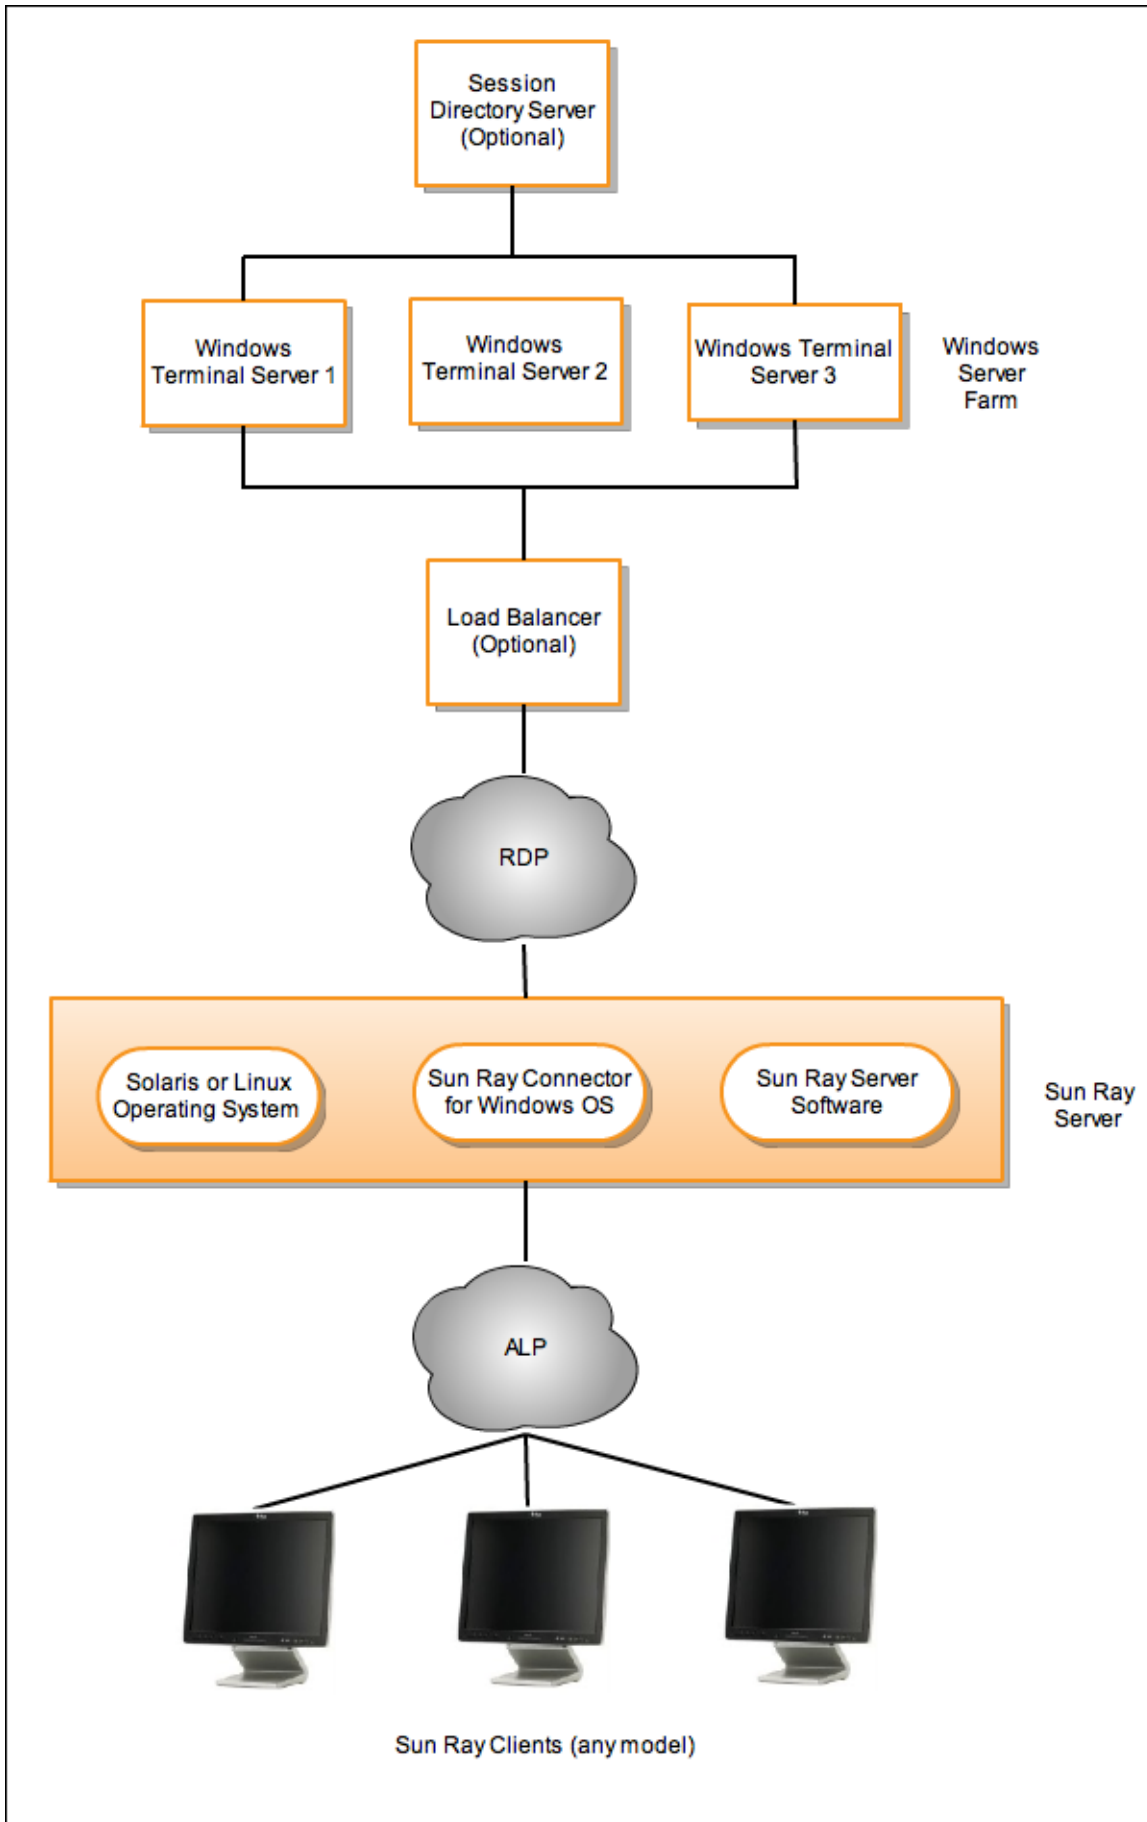 Session
Directory Server
(Optional)
Windows
Terminal Server 1
Windows
Terminal Server 2
Windows Terminal
Server 3
Windows
Server
Farm
Load Balancer
(Optional)
RDP
Solaris or Linux
Operating System
Sun Ray Connector
for Windows OS
Sun Ray Server
Software
Sun Ray
Server
ALP
Sun Ray Clients (any model)